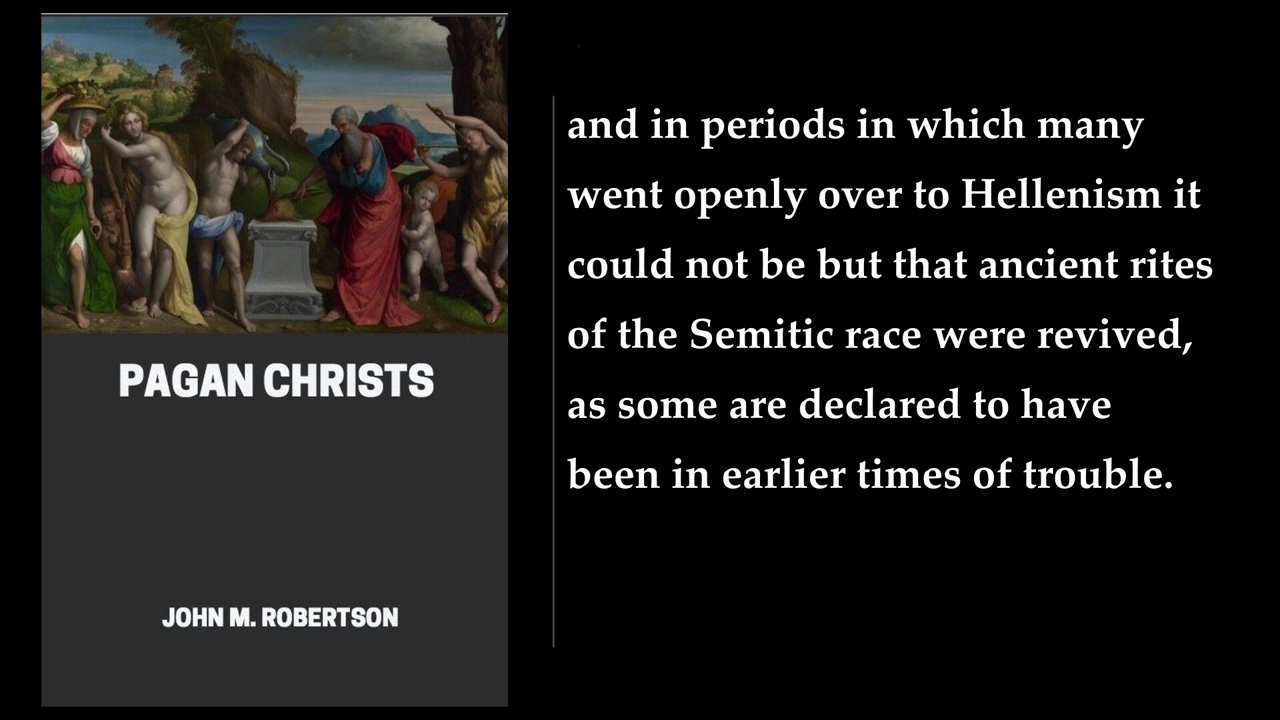 PAGAN CHRISTS
JOHN M. ROBERTSON
and in periods in which many
went openly over to Hellenism it
could not be but that ancient rites
of the Semitic race were revived,
as some are declared to have
been in earlier times of trouble.